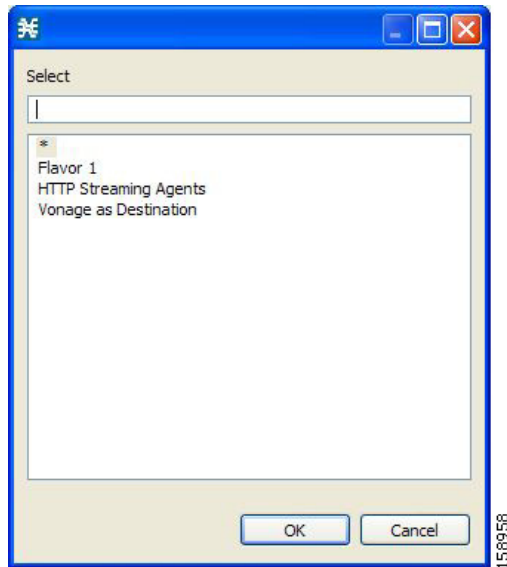 Select
*
Flavor 1
HTTP Streaming Agents
Vonage as Destination
OK
Cancel
158958